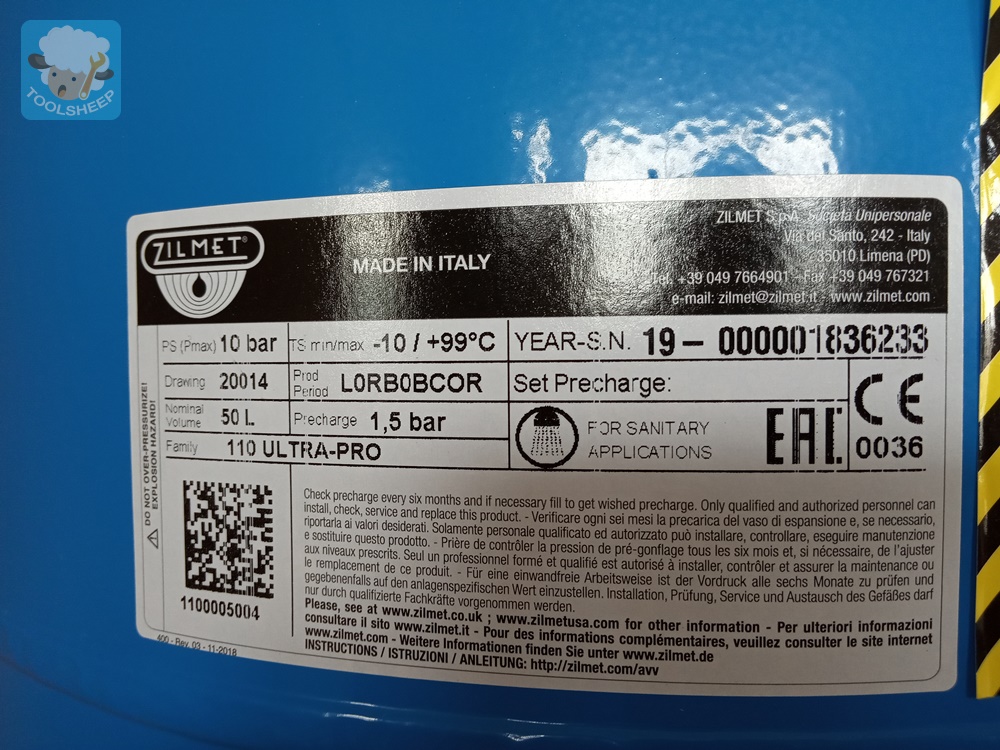 TOOLSHEEP
ZILMET®
MADE IN ITALY
ZILMET S.p.A. Società Unipersonale
Via del Santo, 242 - Italy
35010 Limena (PD)
Tel. +39 049 7664901 - Fax +39 049 767321
e-mail: zilmet@zilmet.it - www.zilmet.com
PS (Pmax) 10 bar
TS min/max -10 / +99°C
YEAR-S.N. 19- 000001836233
Drawing 20014
Prod Period L0RB0BCOR
Set Precharge:
Nominal Volume 50 L
Precharge 1,5 bar
FOR SANITARY
APPLICATIONS
EAC
CE
0036
Family 110 ULTRA-PRO
DO NOT OVER-PRESSURIZE!
EXPLOSION HAZARD!
1100005004
Check precharge every six months and if necessary fill to get wished precharge. Only qualified and authorized personnel can
install, check, service and replace this product. - Verificare ogni sei mesi la precarica del vaso di espansione e, se necessario,
riportarla ai valori desiderati. Solamente personale qualificato ed autorizzato può installare, controllare, eseguire manutenzione
e sostituire questo prodotto. - Prière de contrôler la pression de pré-gonflage tous les six mois et, si nécessaire, de l'ajuster
aux niveaux prescrits. Seul un professionnel formé et qualifié est autorisé à installer, contrôler et assurer la maintenance ou
le remplacement de ce produit. - Für eine einwandfreie Arbeitsweise ist der Vordruck alle sechs Monate zu prüfen und
gegebenenfalls auf den anlagenspezifischen Wert einzustellen. Installation, Prüfung, Service und Austausch des Gefäßes darf
nur durch qualifizierte Fachkräfte vorgenommen werden.
Please, see at www.zilmet.co.uk ; www.zilmetusa.com for other information - Per ulteriori informazioni
consultare il sito www.zilmet.it - Pour des informations complémentaires, veuillez consulter le site internet
www.zilmet.com - Weitere Informationen finden Sie unter www.zilmet.de
INSTRUCTIONS / ISTRUZIONI / ANLEITUNG: http://zilmet.com/avv
400 - Rev. 03 - 11-2018